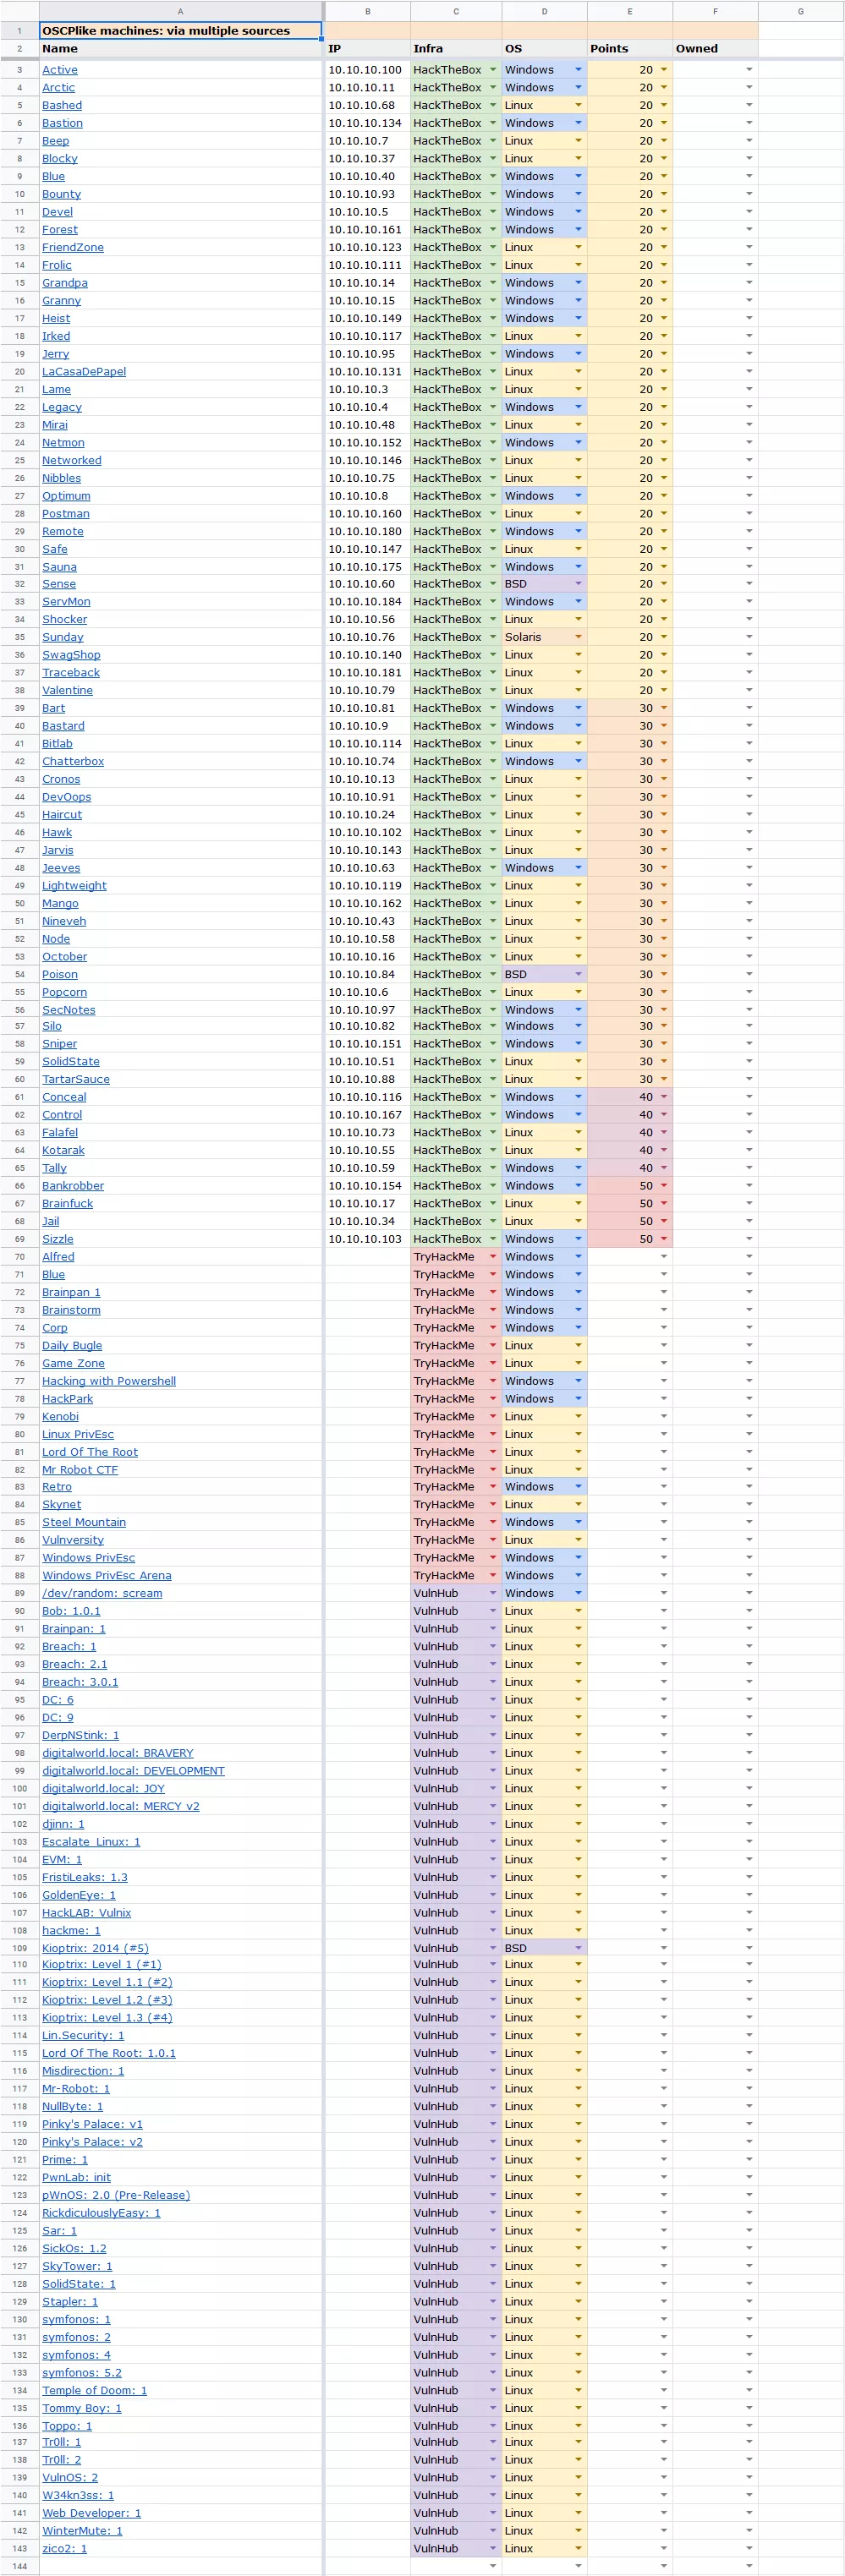 A B C D E F G
1 OSCPlike machines: via multiple sources
2 Name IP Infra OS Points Owned
3 Active 10.10.10.100 HackTheBox Windows 20
4 Arctic 10.10.10.11 HackTheBox Windows 20
5 Bashed 10.10.10.68 HackTheBox Linux 20
6 Bastion 10.10.10.134 HackTheBox Windows 20
7 Beep 10.10.10.7 HackTheBox Linux 20
8 Blocky 10.10.10.37 HackTheBox Linux 20
9 Blue 10.10.10.40 HackTheBox Windows 20
10 Bounty 10.10.10.93 HackTheBox Windows 20
11 Devel 10.10.10.5 HackTheBox Windows 20
12 Forest 10.10.10.161 HackTheBox Windows 20
13 FriendZone 10.10.10.123 HackTheBox Linux 20
14 Frolic 10.10.10.111 HackTheBox Linux 20
15 Grandpa 10.10.10.14 HackTheBox Windows 20
16 Granny 10.10.10.15 HackTheBox Windows 20
17 Heist 10.10.10.149 HackTheBox Windows 20
18 Irked 10.10.10.117 HackTheBox Linux 20
19 Jerry 10.10.10.95 HackTheBox Windows 20
20 LaCasaDePapel 10.10.10.131 HackTheBox Linux 20
21 Lame 10.10.10.3 HackTheBox Linux 20
22 Legacy 10.10.10.4 HackTheBox Windows 20
23 Mirai 10.10.10.48 HackTheBox Linux 20
24 Netmon 10.10.10.152 HackTheBox Windows 20
25 Networked 10.10.10.146 HackTheBox Linux 20
26 Nibbles 10.10.10.75 HackTheBox Linux 20
27 Optimum 10.10.10.8 HackTheBox Windows 20
28 Postman 10.10.10.160 HackTheBox Linux 20
29 Remote 10.10.10.180 HackTheBox Windows 20
30 Safe 10.10.10.147 HackTheBox Linux 20
31 Sauna 10.10.10.175 HackTheBox Windows 20
32 Sense 10.10.10.60 HackTheBox BSD 20
33 ServMon 10.10.10.184 HackTheBox Windows 20
34 Shocker 10.10.10.56 HackTheBox Linux 20
35 Sunday 10.10.10.76 HackTheBox Solaris 20
36 SwagShop 10.10.10.140 HackTheBox Linux 20
37 Traceback 10.10.10.181 HackTheBox Linux 20
38 Valentine 10.10.10.79 HackTheBox Linux 20
39 Bart 10.10.10.81 HackTheBox Windows 30
40 Bastard 10.10.10.9 HackTheBox Windows 30
41 Bitlab 10.10.10.114 HackTheBox Linux 30
42 Chatterbox 10.10.10.74 HackTheBox Windows 30
43 Cronos 10.10.10.13 HackTheBox Linux 30
44 DevOops 10.10.10.91 HackTheBox Linux 30
45 Haircut 10.10.10.24 HackTheBox Linux 30
46 Hawk 10.10.10.102 HackTheBox Linux 30
47 Jarvis 10.10.10.143 HackTheBox Linux 30
48 Jeeves 10.10.10.63 HackTheBox Windows 30
49 Lightweight 10.10.10.119 HackTheBox Linux 30
50 Mango 10.10.10.162 HackTheBox Linux 30
51 Nineveh 10.10.10.43 HackTheBox Linux 30
52 Node 10.10.10.58 HackTheBox Linux 30
53 October 10.10.10.16 HackTheBox Linux 30
54 Poison 10.10.10.84 HackTheBox BSD 30
55 Popcorn 10.10.10.6 HackTheBox Linux 30
56 SecNotes 10.10.10.97 HackTheBox Windows 30
57 Silo 10.10.10.82 HackTheBox Windows 30
58 Sniper 10.10.10.151 HackTheBox Windows 30
59 SolidState 10.10.10.51 HackTheBox Linux 30
60 TartarSauce 10.10.10.88 HackTheBox Linux 30
61 Conceal 10.10.10.116 HackTheBox Windows 40
62 Control 10.10.10.167 HackTheBox Windows 40
63 Falafel 10.10.10.73 HackTheBox Linux 40
64 Kotarak 10.10.10.55 HackTheBox Linux 40
65 Tally 10.10.10.59 HackTheBox Windows 40
66 Bankrobber 10.10.10.154 HackTheBox Windows 50
67 Brainfuck 10.10.10.17 HackTheBox Linux 50
68 Jail 10.10.10.34 HackTheBox Linux 50
69 Sizzle 10.10.10.103 HackTheBox Windows 50
70 Alfred TryHackMe Windows
71 Blue TryHackMe Windows
72 Brainpan 1 TryHackMe Windows
73 Brainstorm TryHackMe Windows
74 Corp TryHackMe Windows
75 Daily Bugle TryHackMe Linux
76 Game Zone TryHackMe Linux
77 Hacking with Powershell TryHackMe Windows
78 HackPark TryHackMe Windows
79 Kenobi TryHackMe Linux
80 Linux PrivEsc TryHackMe Linux
81 Lord Of The Root TryHackMe Linux
82 Mr Robot CTF TryHackMe Linux
83 Retro TryHackMe Windows
84 Skynet TryHackMe Linux
85 Steel Mountain TryHackMe Windows
86 Vulnversity TryHackMe Linux
87 Windows PrivEsc TryHackMe Windows
88 Windows PrivEsc Arena TryHackMe Windows
89 /dev/random: scream VulnHub Windows
90 Bob: 1.0.1 VulnHub Linux
91 Brainpan: 1 VulnHub Linux
92 Breach: 1 VulnHub Linux
93 Breach: 2.1 VulnHub Linux
94 Breach: 3.0.1 VulnHub Linux
95 DC: 6 VulnHub Linux
96 DC: 9 VulnHub Linux
97 DerpNStink: 1 VulnHub Linux
98 digitalworld.local: BRAVERY VulnHub Linux
99 digitalworld.local: DEVELOPMENT VulnHub Linux
100 digitalworld.local: JOY VulnHub Linux
101 digitalworld.local: MERCY v2 VulnHub Linux
102 djinn: 1 VulnHub Linux
103 Escalate_Linux: 1 VulnHub Linux
104 EVM: 1 VulnHub Linux
105 FristiLeaks: 1.3 VulnHub Linux
106 GoldenEye: 1 VulnHub Linux
107 HackLAB: Vulnix VulnHub Linux
108 hackme: 1 VulnHub Linux
109 Kioptrix: 2014 (#5) VulnHub BSD
110 Kioptrix: Level 1 (#1) VulnHub Linux
111 Kioptrix: Level 1.1 (#2) VulnHub Linux
112 Kioptrix: Level 1.2 (#3) VulnHub Linux
113 Kioptrix: Level 1.3 (#4) VulnHub Linux
114 Lin.Security: 1 VulnHub Linux
115 Lord Of The Root: 1.0.1 VulnHub Linux
116 Misdirection: 1 VulnHub Linux
117 Mr-Robot: 1 VulnHub Linux
118 NullByte: 1 VulnHub Linux
119 Pinky's Palace: v1 VulnHub Linux
120 Pinky's Palace: v2 VulnHub Linux
121 Prime: 1 VulnHub Linux
122 PwnLab: init VulnHub Linux
123 pWnOS: 2.0 (Pre-Release) VulnHub Linux
124 RickdiculouslyEasy: 1 VulnHub Linux
125 Sar: 1 VulnHub Linux
126 SickOs: 1.2 VulnHub Linux
127 SkyTower: 1 VulnHub Linux
128 SolidState: 1 VulnHub Linux
129 Stapler: 1 VulnHub Linux
130 symfonos: 1 VulnHub Linux
131 symfonos: 2 VulnHub Linux
132 symfonos: 4 VulnHub Linux
133 symfonos: 5.2 VulnHub Linux
134 Temple of Doom: 1 VulnHub Linux
135 Tommy Boy: 1 VulnHub Linux
136 Toppo: 1 VulnHub Linux
137 Tr0ll: 1 VulnHub Linux
138 Tr0ll: 2 VulnHub Linux
139 VulnOS: 2 VulnHub Linux
140 W34kn3ss: 1 VulnHub Linux
141 Web Developer: 1 VulnHub Linux
142 WinterMute: 1 VulnHub Linux
143 zico2: 1 VulnHub Linux
144